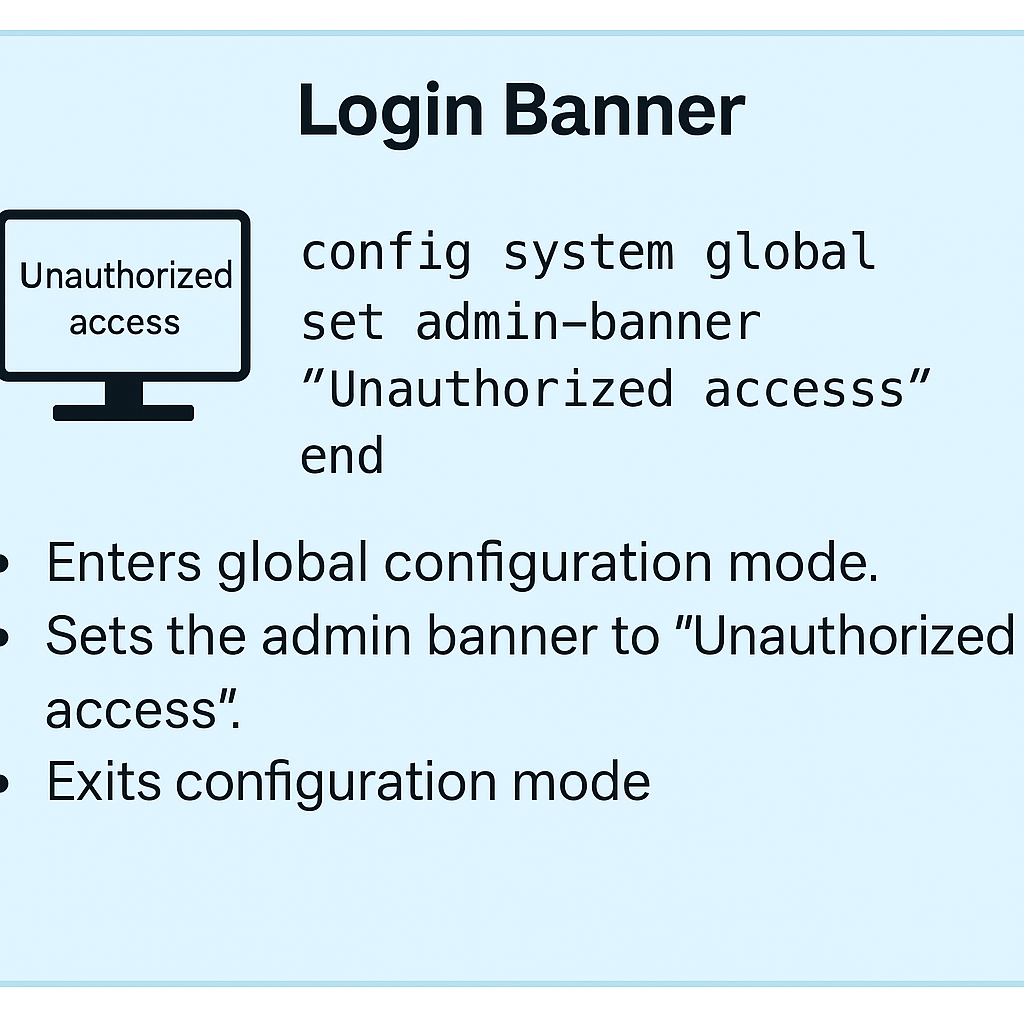 Login Banner
Unauthorized
access
config system global
set admin–banner
"Unauthorized accesss"
end
• Enters global configuration mode.
• Sets the admin banner to "Unauthorized
access".
• Exits configuration mode